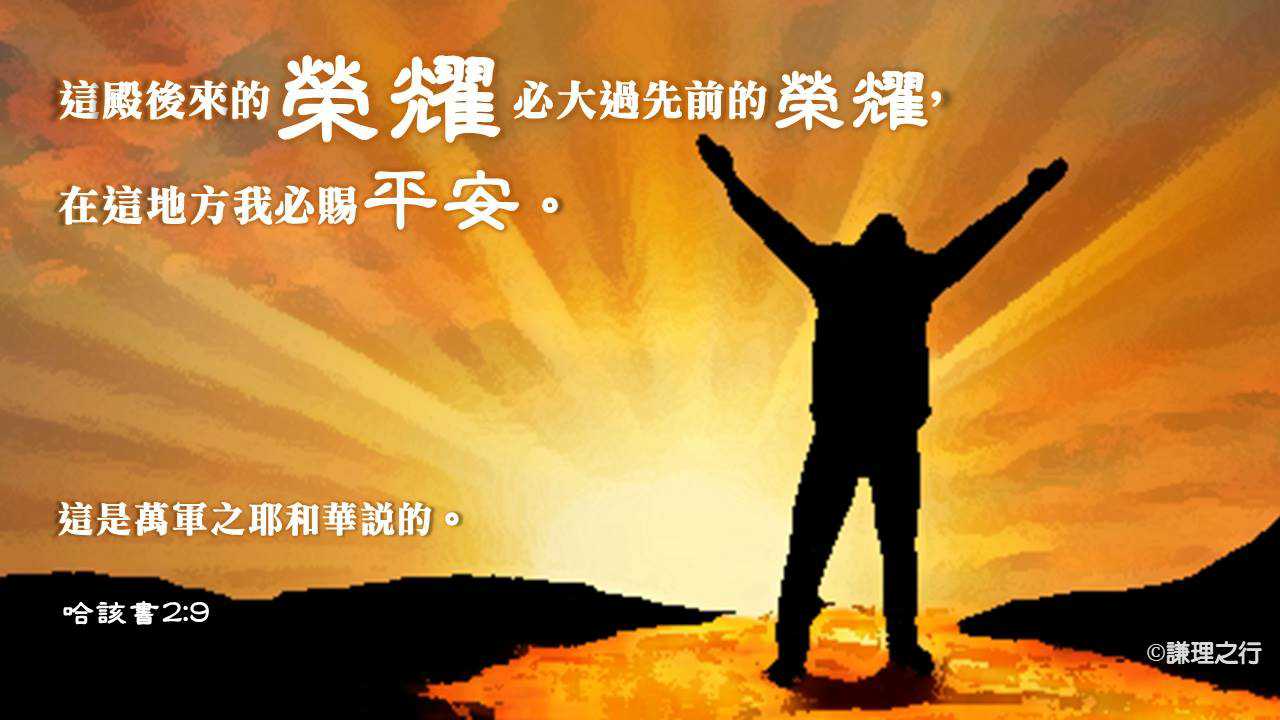 這殿後來的榮耀必大過先前的榮耀，
在這地方我必賜平安。
這是萬軍之耶和華説的。
哈該書2:9
©謙理之行